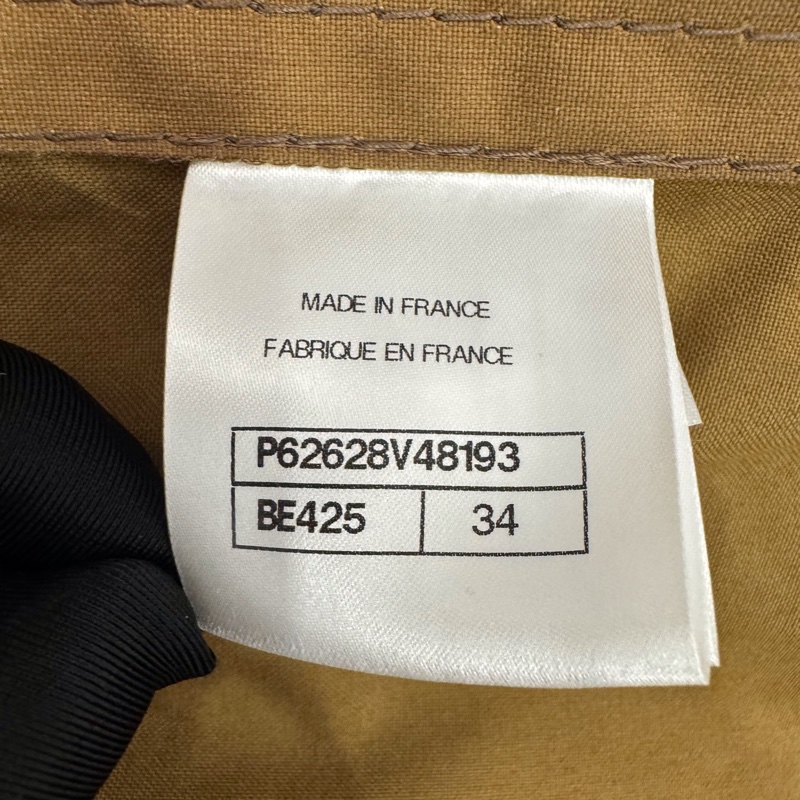 MADE IN FRANCE
FABRIQUE EN FRANCE
P62628V48193
BE425 34